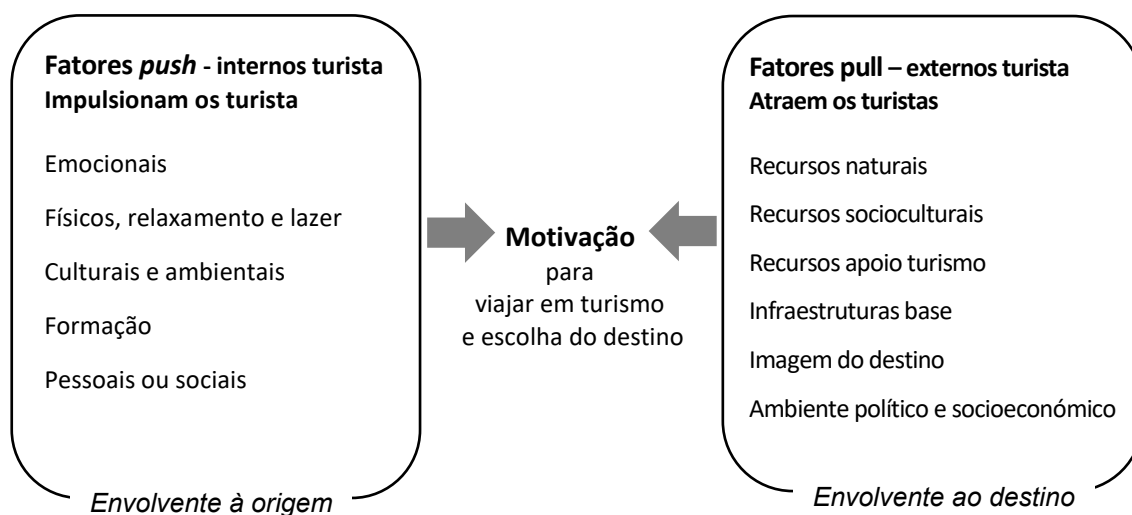 Fatores push - internos turista
Impulsionam os turista
Emocionais
Físicos, relaxamento e lazer
Culturais e ambientais
Formação
Pessoais ou sociais
Envolvente à origem
Motivação
para
viajar em turismo
e escolha do destino
Fatores pull – externos turista
Atraem os turistas
Recursos naturais
Recursos socioculturais
Recursos apoio turismo
Infraestruturas base
Imagem do destino
Ambiente político e socioeconómico
Envolvente ao destino